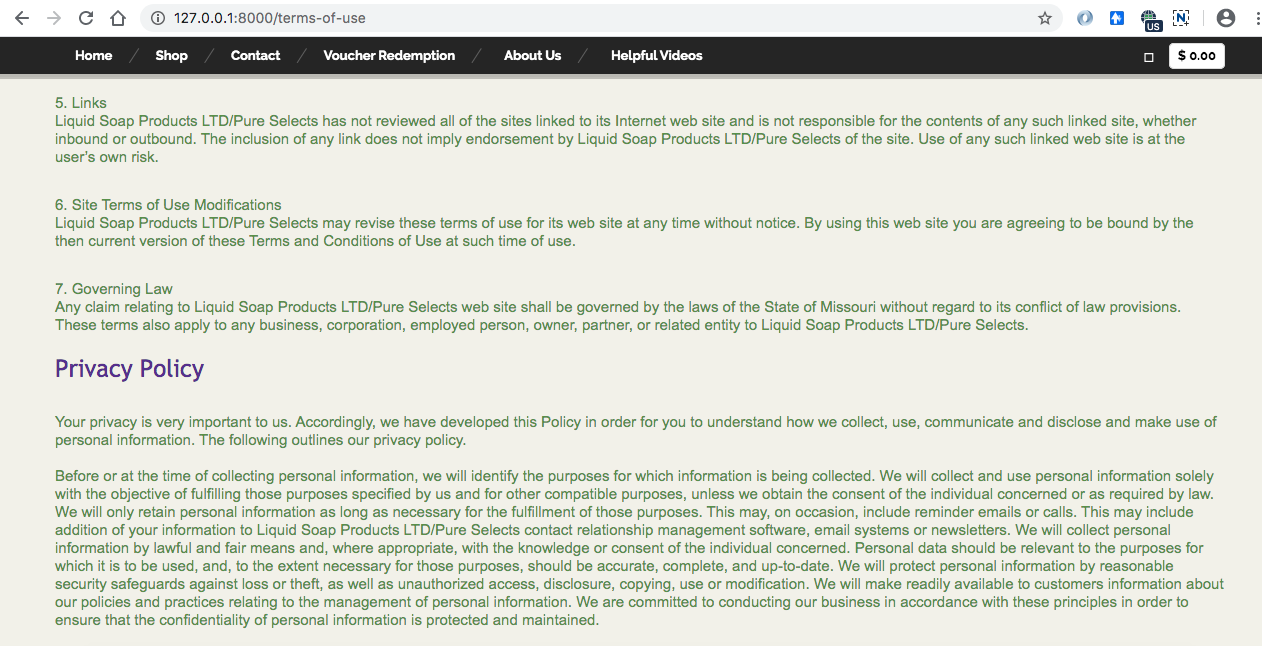 127.0.0.1:8000/terms-of-use
US
N
Home / Shop / Contact / Voucher Redemption / About Us / Helpful Videos
$ 0.00
5. Links
Liquid Soap Products LTD/Pure Selects has not reviewed all of the sites linked to its Internet web site and is not responsible for the contents of any such linked site, whether
inbound or outbound. The inclusion of any link does not imply endorsement by Liquid Soap Products LTD/Pure Selects of the site. Use of any such linked web site is at the
user's own risk.
6. Site Terms of Use Modifications
Liquid Soap Products LTD/Pure Selects may revise these terms of use for its web site at any time without notice. By using this web site you are agreeing to be bound by the
then current version of these Terms and Conditions of Use at such time of use.
7. Governing Law
Any claim relating to Liquid Soap Products LTD/Pure Selects web site shall be governed by the laws of the State of Missouri without regard to its conflict of law provisions.
These terms also apply to any business, corporation, employed person, owner, partner, or related entity to Liquid Soap Products LTD/Pure Selects.
Privacy Policy
Your privacy is very important to us. Accordingly, we have developed this Policy in order for you to understand how we collect, use, communicate and disclose and make use of
personal information. The following outlines our privacy policy.
Before or at the time of collecting personal information, we will identify the purposes for which information is being collected. We will collect and use personal information solely
with the objective of fulfilling those purposes specified by us and for other compatible purposes, unless we obtain the consent of the individual concerned or as required by law.
We will only retain personal information as long as necessary for the fulfillment of those purposes. This may, on occasion, include reminder emails or calls. This may include
addition of your information to Liquid Soap Products LTD/Pure Selects contact relationship management software, email systems or newsletters. We will collect personal
information by lawful and fair means and, where appropriate, with the knowledge or consent of the individual concerned. Personal data should be relevant to the purposes for
which it is to be used, and, to the extent necessary for those purposes, should be accurate, complete, and up-to-date. We will protect personal information by reasonable
security safeguards against loss or theft, as well as unauthorized access, disclosure, copying, use or modification. We will make readily available to customers information about
our policies and practices relating to the management of personal information. We are committed to conducting our business in accordance with these principles in order to
ensure that the confidentiality of personal information is protected and maintained.